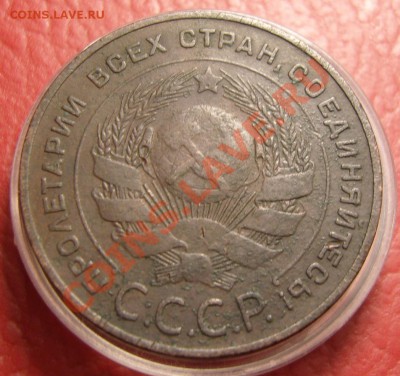 COINS.LAVE.RU
ПРОЛЕТАРИИ ВСЕХ СТРАН, СОЕДИНЯЙТЕСЬ!
С.С.С.Р.
COINS.LAVE.RU